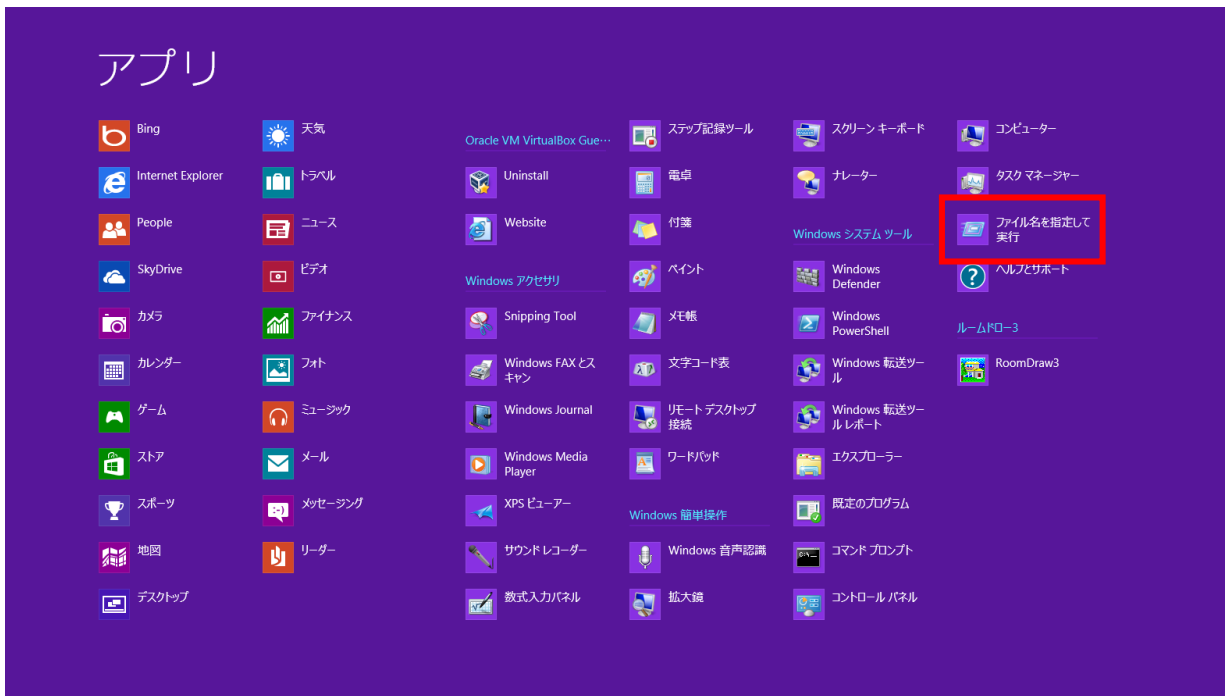 アプリ
Bing
Internet Explorer
People
SkyDrive
カメラ
カレンダー
ゲーム
ストア
スポーツ
地図
デスクトップ
天気
トラベル
ニュース
ビデオ
ファイナンス
フォト
ミュージック
メール
メッセージング
リーダー
Oracle VM VirtualBox Gue…
Uninstall
Website
Windows アクセサリ
Snipping Tool
Windows FAX とス
キャン
Windows Journal
Windows Media
Player
XPS ビューアー
サウンド レコーダー
数式入力パネル
ステップ記録ツール
電卓
付箋
ペイント
メモ帳
文字コード表
リモート デスクトップ
接続
ワードパッド
Windows 簡単操作
Windows 音声認識
拡大鏡
スクリーン キーボード
ナレーター
Windows システム ツール
Windows
Defender
Windows
PowerShell
Windows 転送ツー
ル
Windows 転送ツー
ル レポート
エクスプローラー
既定のプログラム
コマンド プロンプト
コントロール パネル
コンピューター
タスク マネージャー
ファイル名を指定して
実行
ヘルプとサポート
ルームドロー3
RoomDraw3